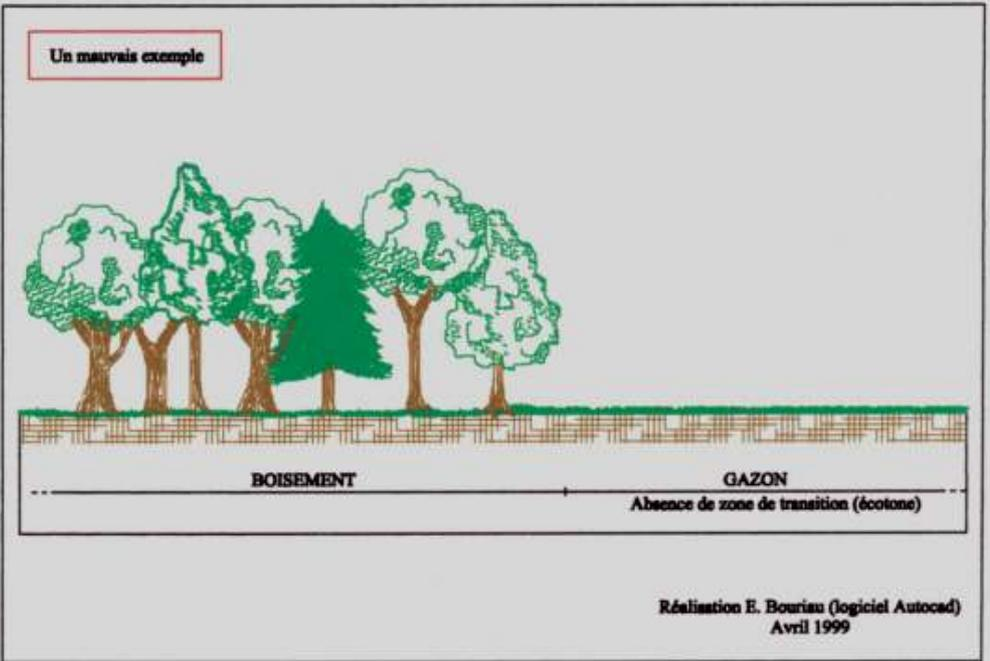 Un mauvais exemple
BOISEMENT
GAZON
Absence de zone de transition (écotone)
Réalisation E. Bouriau (logiciel Autocad)
Avril 1999